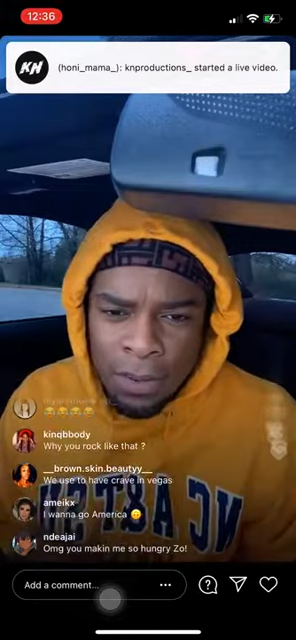 12:36
KN
(honi_mama_): knproductions_ started a live video.
😂😂😂😂
kingbbody
Why you rock like that ?
__brown.skin.beautyy__
We use to have crave in vegas
ameikx
I wanna go America 😊
ndeajai
Omg you makin me so hungry Zo!
Add a comment...